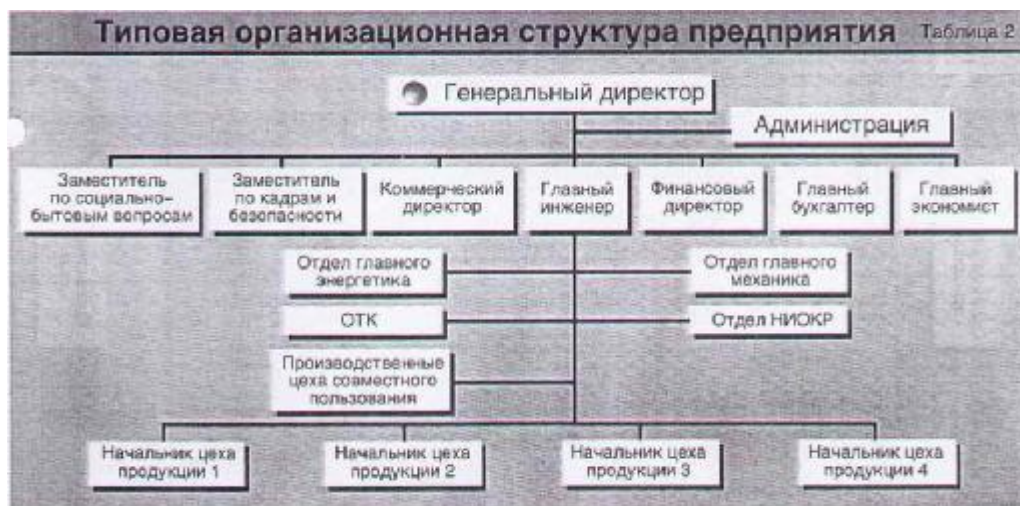 Типовая организационная структура предприятия Таблица 2
Генеральный директор
Администрация
Заместитель
по социально-
бытовым вопросам
Заместитель
по кадрам и
безопасности
Коммерческий
директор
Главный
инженер
Финансовый
директор
Главный
бухгалтер
Главный
экономист
Отдел главного
энергетика
Отдел главного
механика
ОТК
Отдел НИОКР
Производственные
цеха совместного
пользования
Начальник цеха
продукции 1
Начальник цеха
продукции 2
Начальник цеха
продукции 3
Начальник цеха
продукции 4